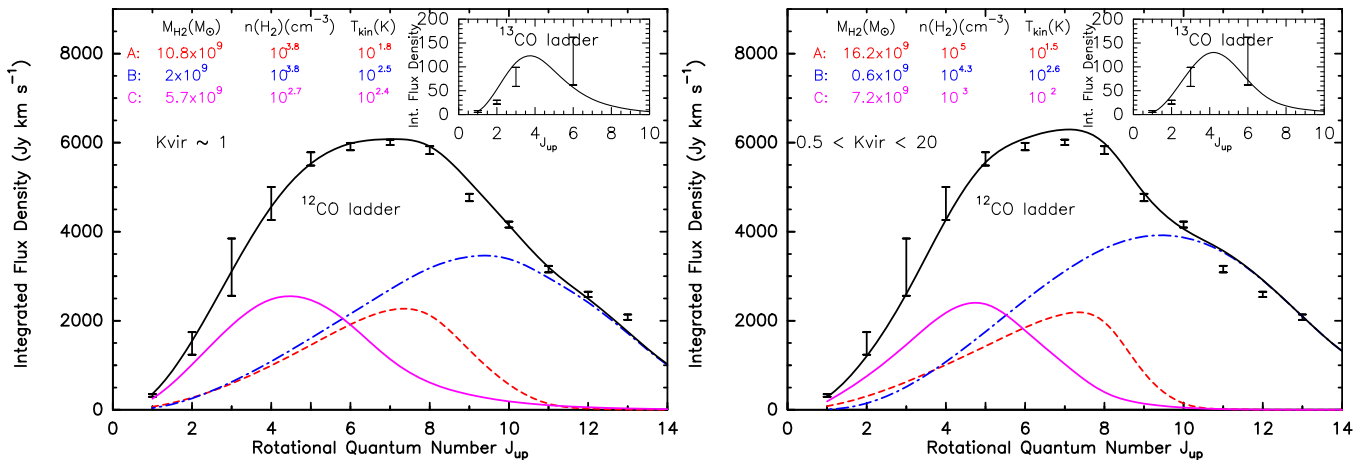 M_H2(M⊙) n(H₂)(cm⁻³) T_kin(K)
A: 10.8x10⁹ 10^3.8 10^1.8
B: 2x10⁹ 10^3.8 10^2.5
C: 5.7x10⁹ 10^2.7 10^2.4
Kvir ~ 1
¹²CO ladder
¹³CO ladder
Int. Flux Density
200
150
100
50
0
0 2 4 6 8 10
J_up
Integrated Flux Density (Jy km s⁻¹)
8000
6000
4000
2000
0
0 2 4 6 8 10 12 14
Rotational Quantum Number J_up
M_H2(M⊙) n(H₂)(cm⁻³) T_kin(K)
A: 16.2x10⁹ 10^5 10^1.5
B: 0.6x10⁹ 10^4.3 10^2.6
C: 7.2x10⁹ 10^3 10^2
0.5 < Kvir < 20
¹²CO ladder
¹³CO ladder
Int. Flux Density
200
150
100
50
0
0 2 4 6 8 10
J_up
Integrated Flux Density (Jy km s⁻¹)
8000
6000
4000
2000
0
0 2 4 6 8 10 12 14
Rotational Quantum Number J_up